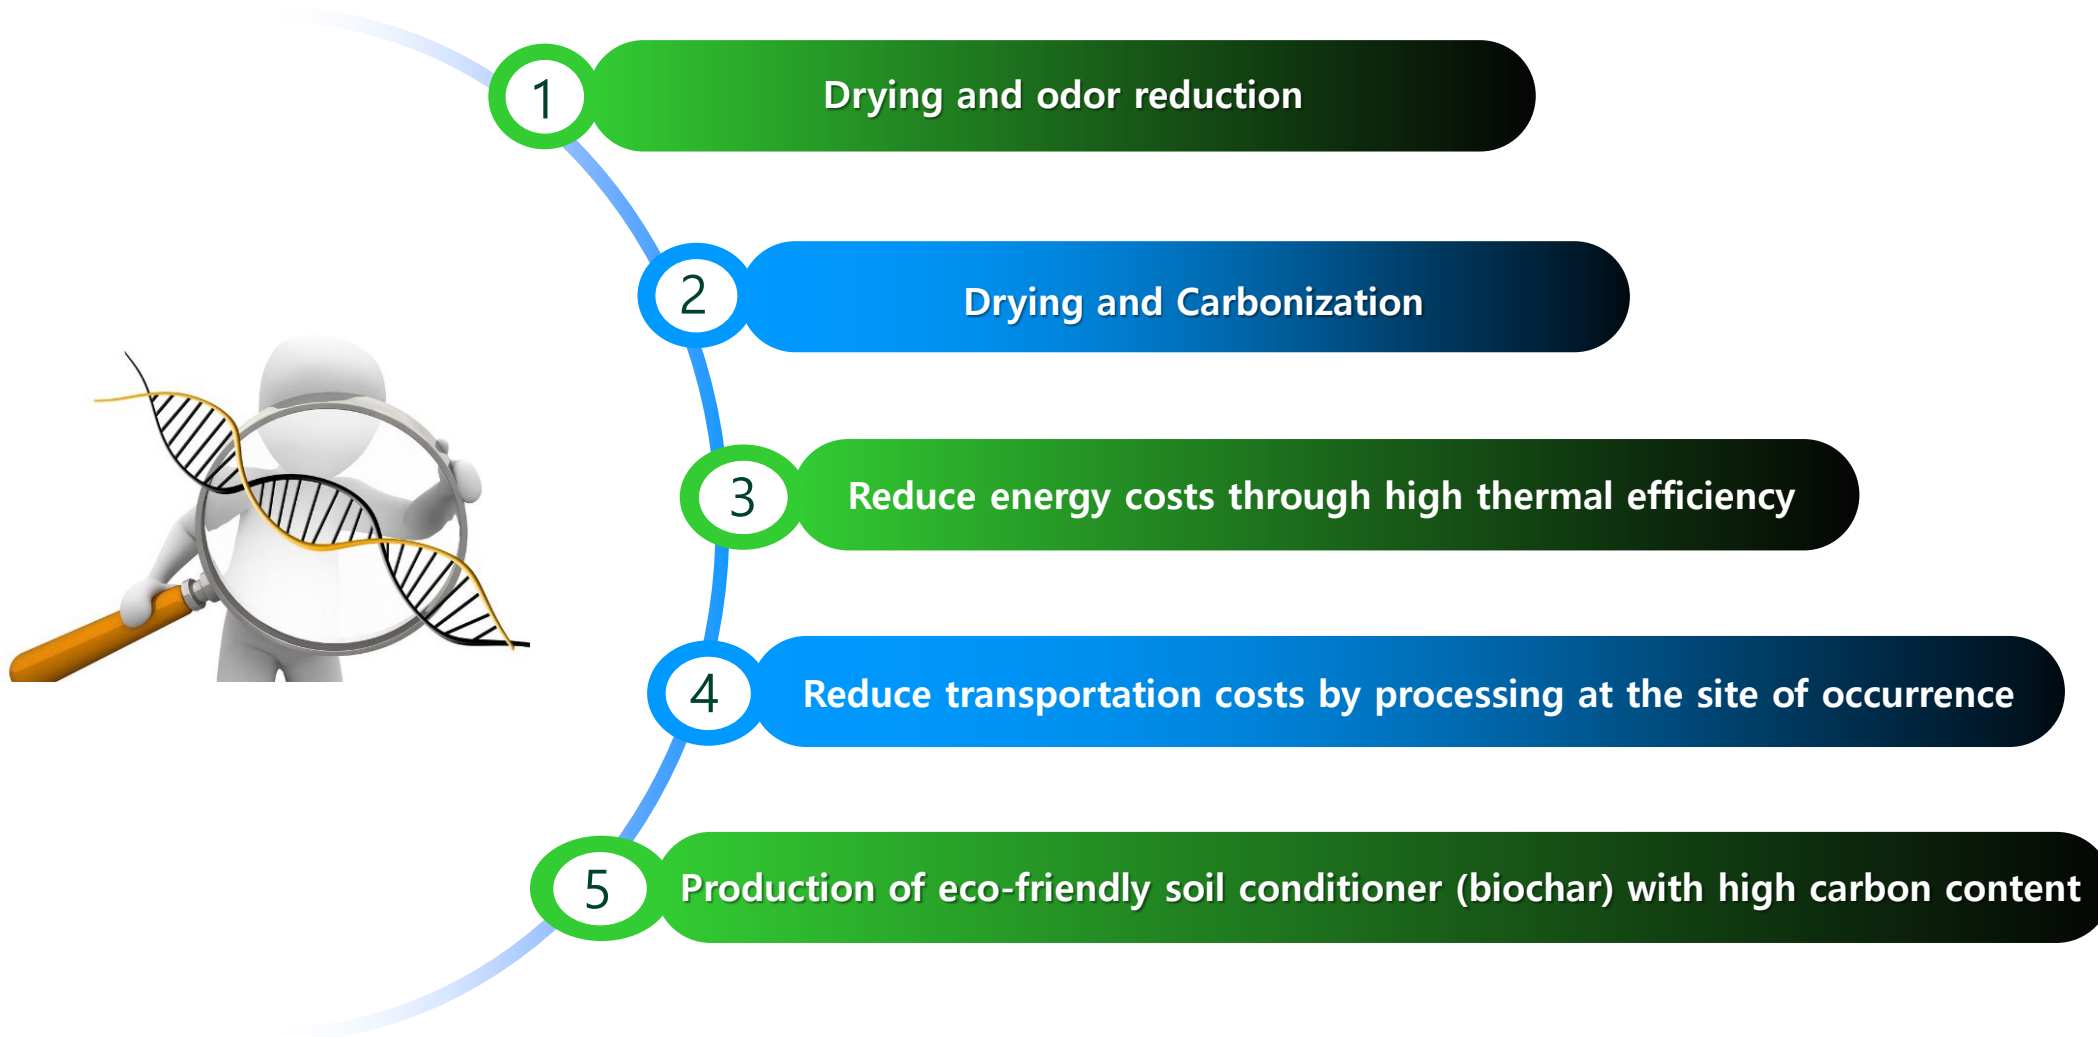 1
Drying and odor reduction
2
Drying and Carbonization
3
Reduce energy costs through high thermal efficiency
4
Reduce transportation costs by processing at the site of occurrence
5
Production of eco-friendly soil conditioner (biochar) with high carbon content